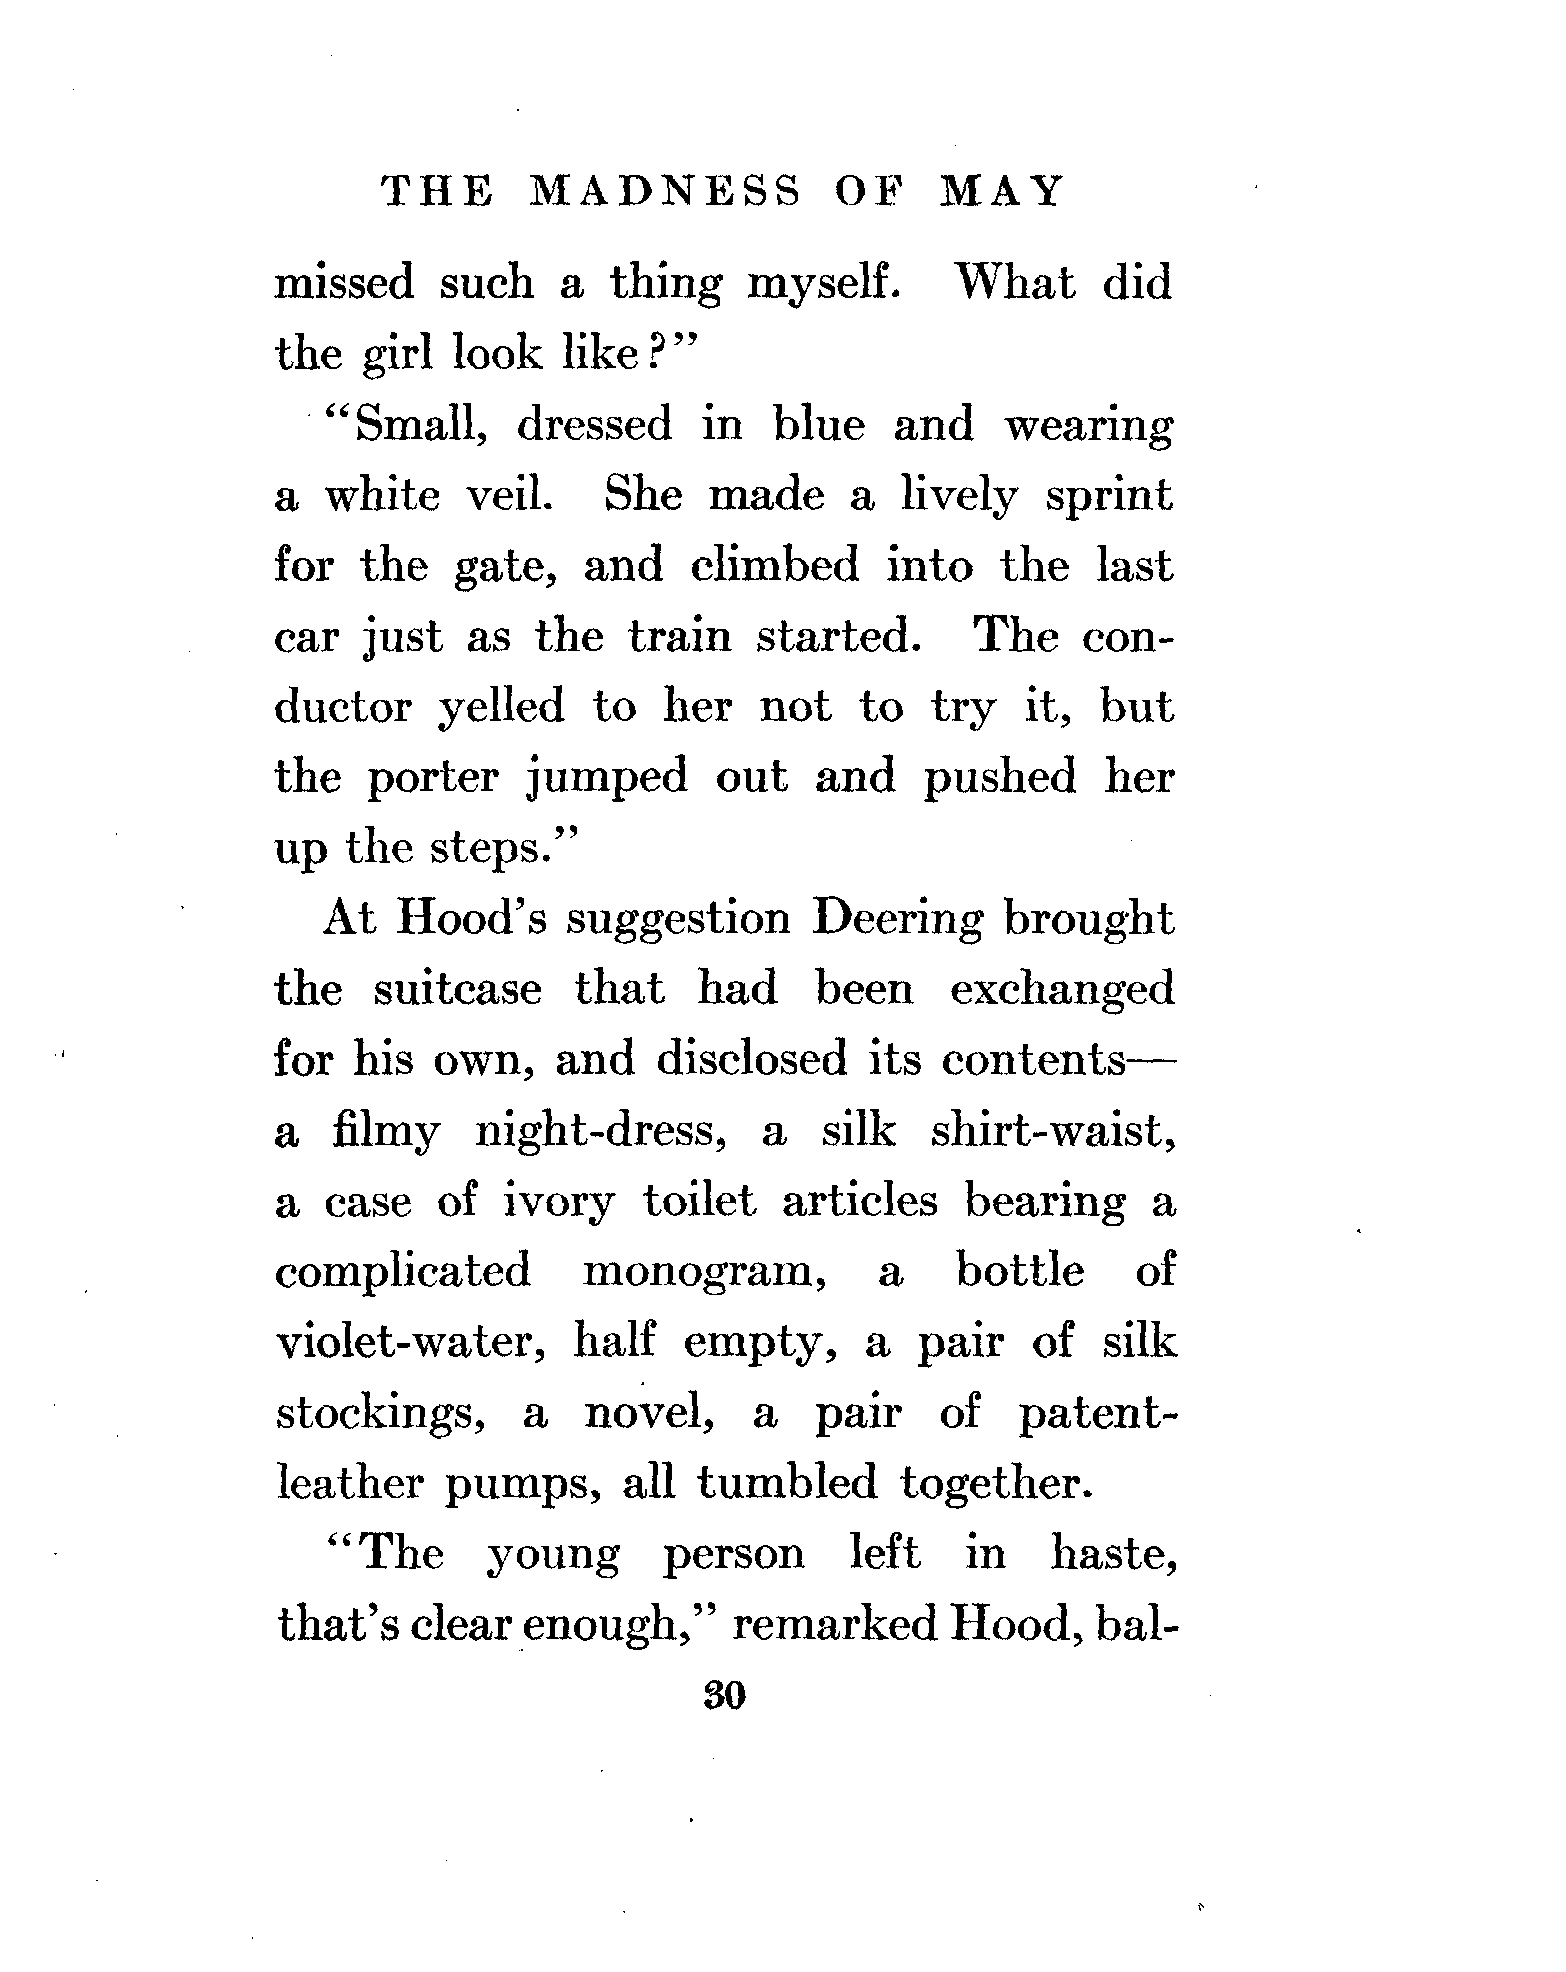 THE MADNESS OF MAY
missed such a thing myself. What did
the girl look like?”
“Small, dressed in blue and wearing
a white veil. She made a lively sprint
for the gate, and climbed into the last
car just as the train started. The con-
ductor yelled to her not to try it, but
the porter jumped out and pushed her
up the steps.”
At Hood’s suggestion Deering brought
the suitcase that had been exchanged
for his own, and disclosed its contents—
a filmy night-dress, a silk shirt-waist,
a case of ivory toilet articles bearing a
complicated monogram, a bottle of
violet-water, half empty, a pair of silk
stockings, a novel, a pair of patent-
leather pumps, all tumbled together.
“The young person left in haste,
that’s clear enough,” remarked Hood, bal-
30